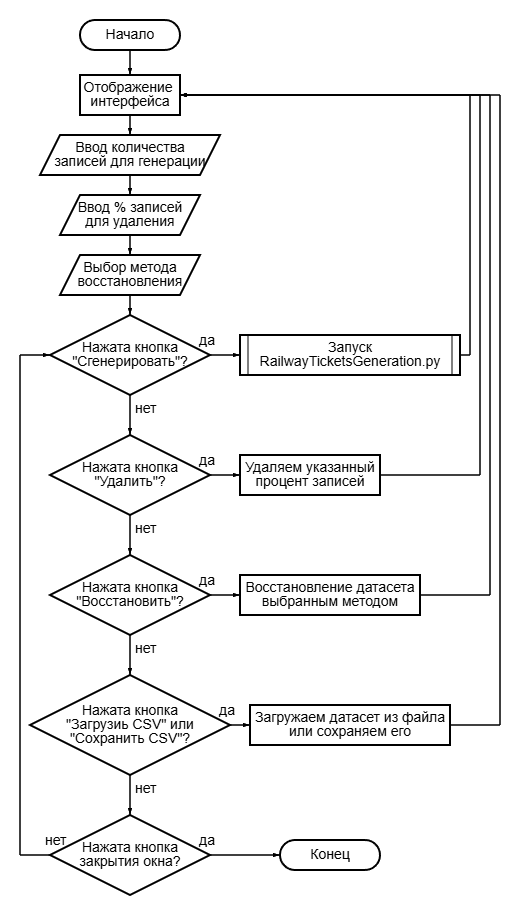 Начало
Отображение
интерфейса
Ввод количества
записей для генерации
Ввод % записей
для удаления
Выбор метода
восстановления
Нажата кнопка
"Сгенерировать"?
да
Запуск
RailwayTicketsGeneration.py
нет
Нажата кнопка
"Удалить"?
да
Удаляем указанный
процент записей
нет
Нажата кнопка
"Восстановить"?
да
Восстановление датасета
выбранным методом
нет
Нажата кнопка
"Загрузиь CSV" или
"Сохранить CSV"?
да
Загружаем датасет из файла
или сохраняем его
нет
нет
Нажата кнопка
закрытия окна?
да
Конец